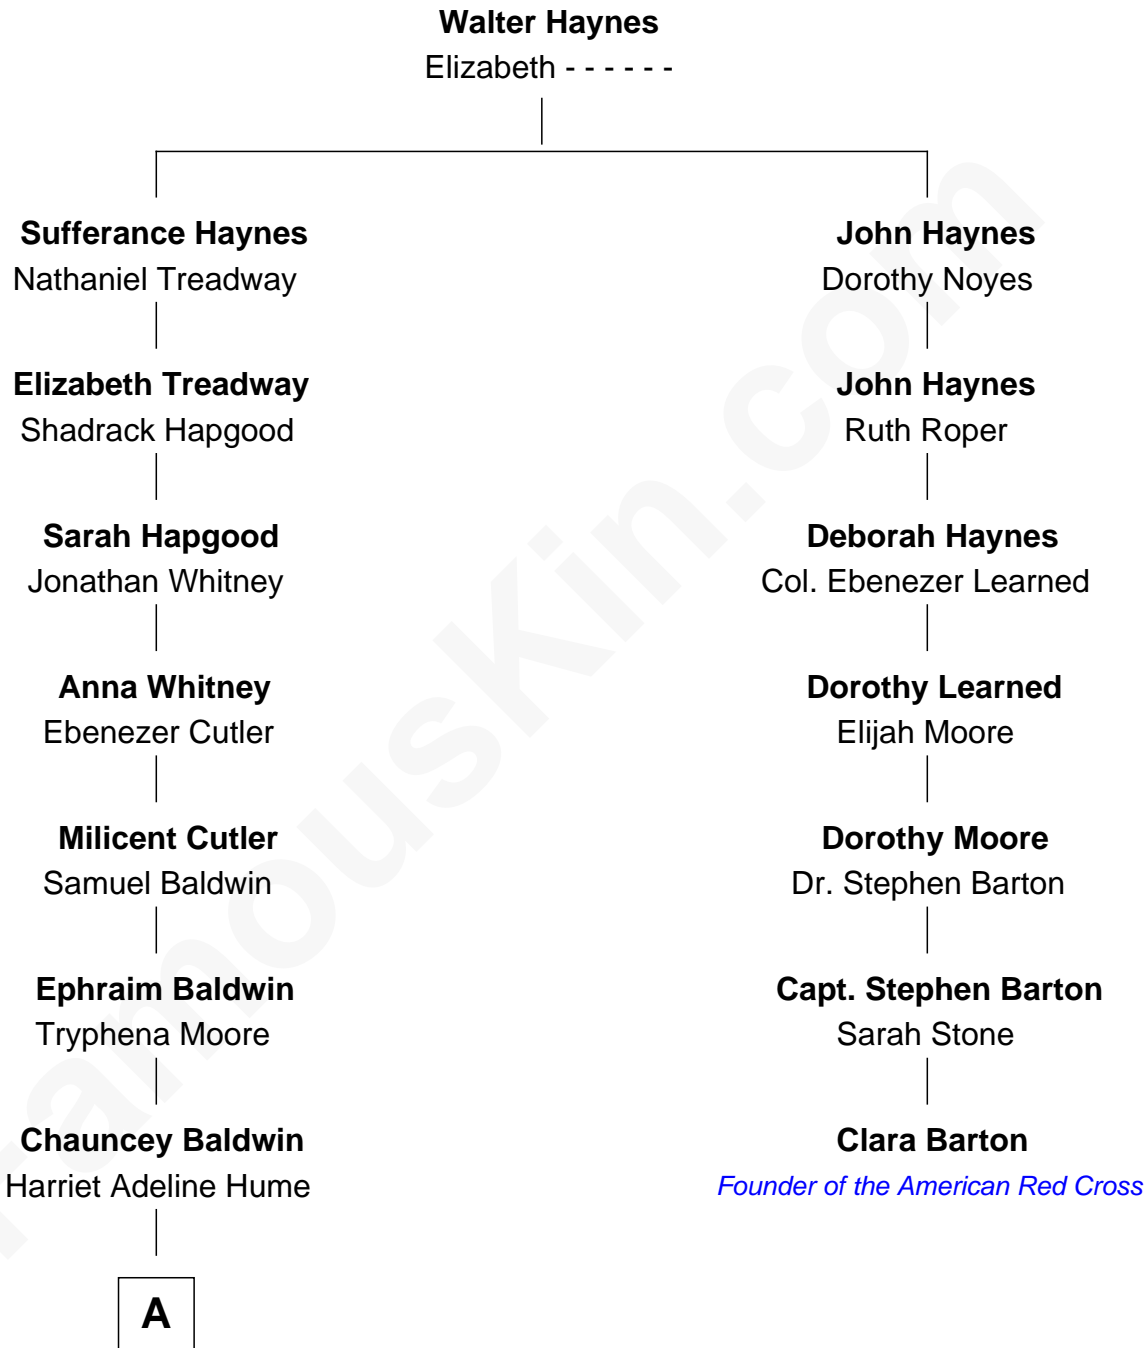 Walter Haynes
Elizabeth - - - - - -
Sufferance Haynes
Nathaniel Treadway
John Haynes
Dorothy Noyes
Elizabeth Treadway
Shadrack Hapgood
John Haynes
Ruth Roper
Sarah Hapgood
Jonathan Whitney
Deborah Haynes
Col. Ebenezer Learned
Anna Whitney
Ebenezer Cutler
Dorothy Learned
Elijah Moore
Milicent Cutler
Samuel Baldwin
Dorothy Moore
Dr. Stephen Barton
Ephraim Baldwin
Tryphena Moore
Capt. Stephen Barton
Sarah Stone
Chauncey Baldwin
Harriet Adeline Hume
Clara Barton
Founder of the American Red Cross
A
FamousKin.com